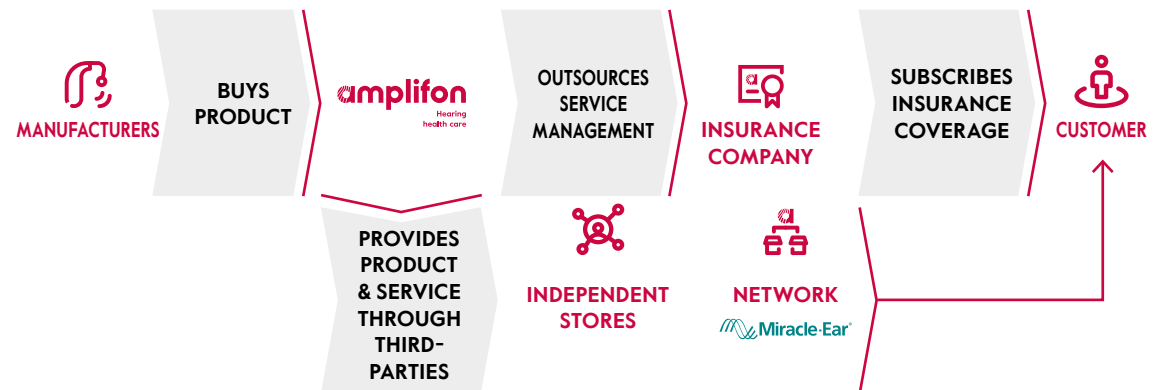 MANUFACTURERS
BUYS
PRODUCT
amplifon
Hearing
health care
OUTSOURCES
SERVICE
MANAGEMENT
INSURANCE
COMPANY
SUBSCRIBES
INSURANCE
COVERAGE
CUSTOMER
PROVIDES
PRODUCT
& SERVICE
THROUGH
THIRD-
PARTIES
INDEPENDENT
STORES
NETWORK
Miracle-Ear®